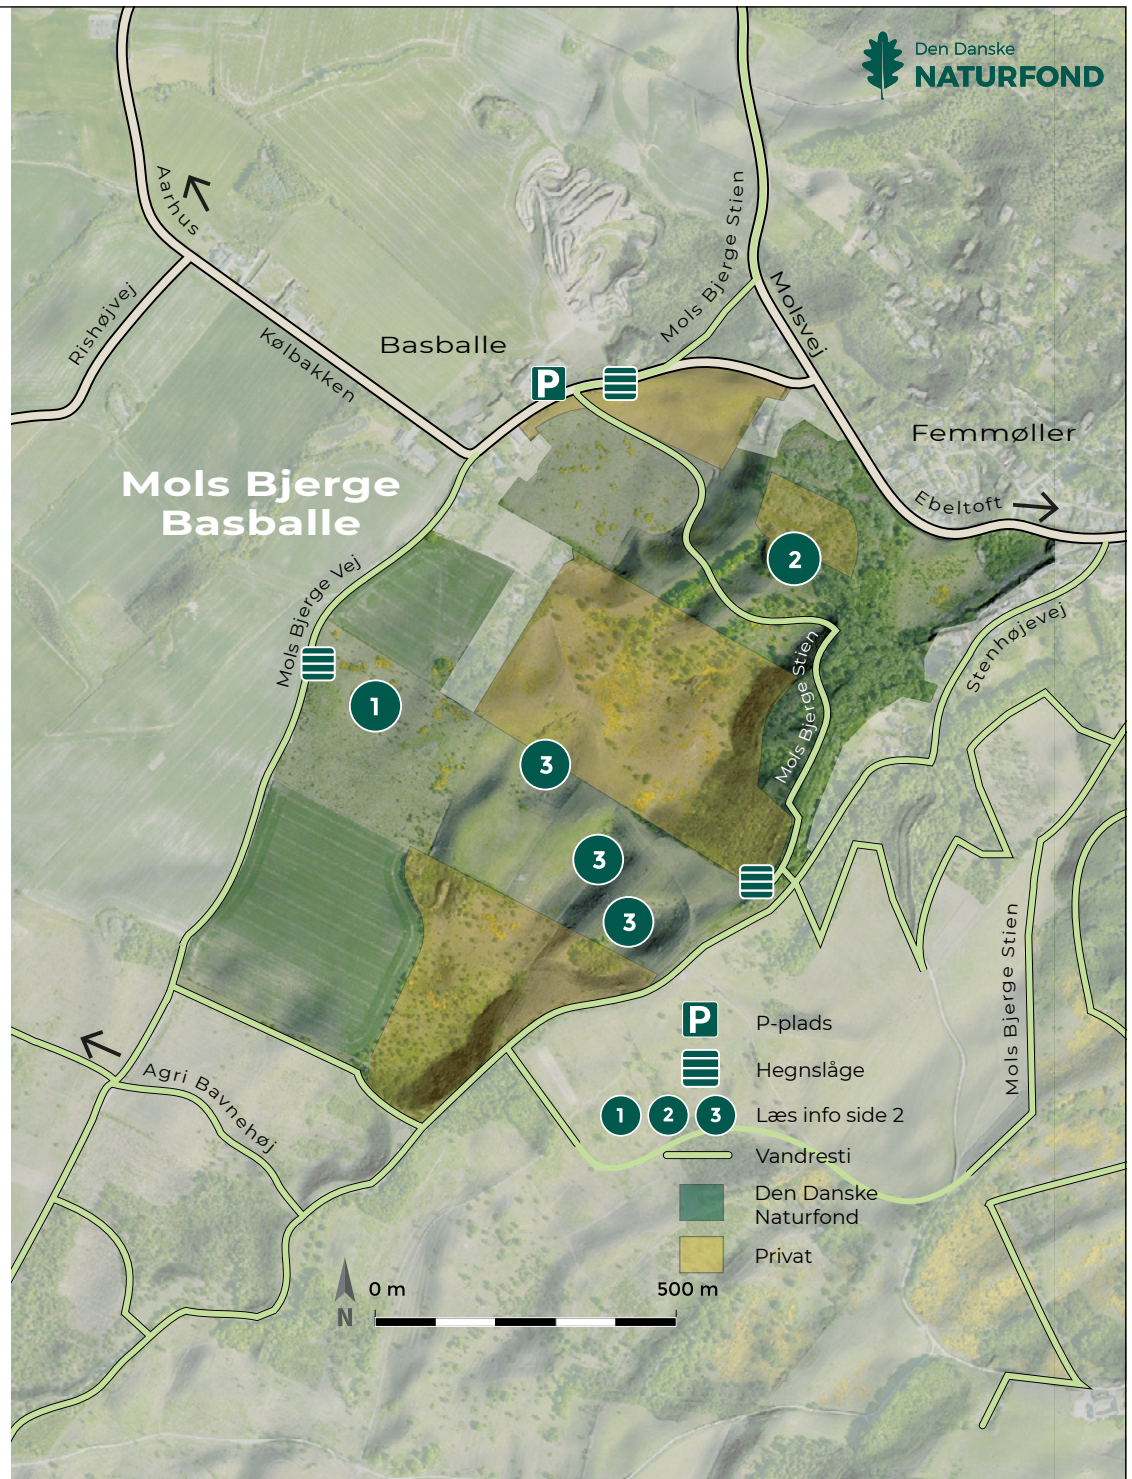 Den Danske
NATURFOND
Aarhus
Mols Bjerge Stien
Molsvej
Rishøjvej
Kølbakken
Basballe
P
Femmøller
Mols Bjerge
Basballe
Ebeltoft
2
Mols Bjerge Vej
Stenhøjevej
Mols Bjerge Stien
1
3
3
3
Mols Bjerge Stien
Agri Bavnehøj
P P-plads
Hegnslåge
1 2 3 Læs info side 2
Vandresti
Den Danske
Naturfond
Privat
0 m 500 m
N